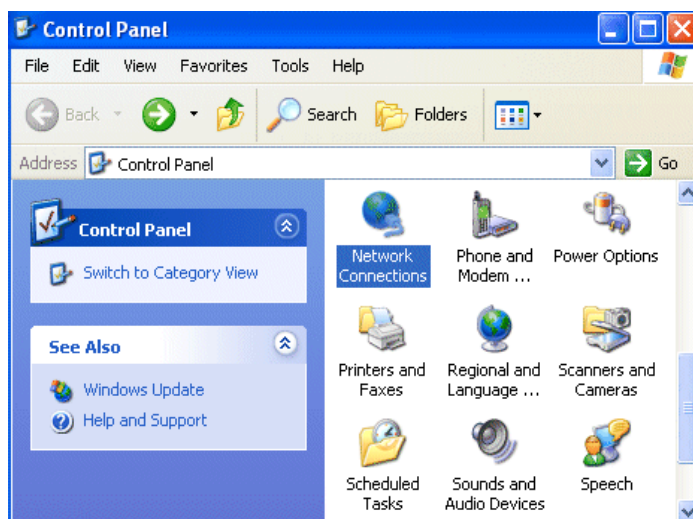 Control Panel
File Edit View Favorites Tools Help
Back Search Folders
Address Control Panel Go
Control Panel
Switch to Category View
See Also
Windows Update
Help and Support
Network Connections
Phone and Modem ...
Power Options
Printers and Faxes
Regional and Language ...
Scanners and Cameras
Scheduled Tasks
Sounds and Audio Devices
Speech